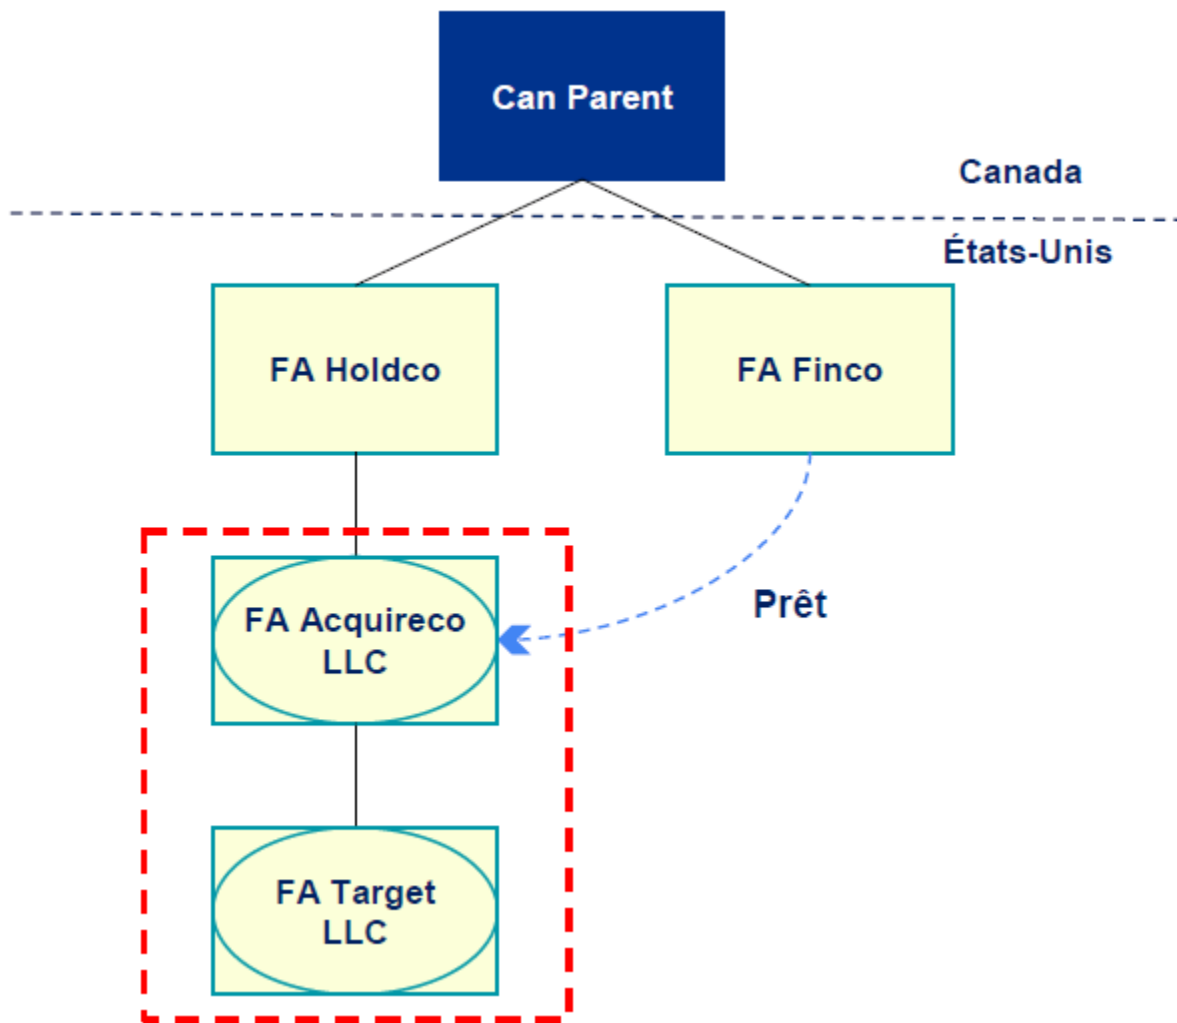 Can Parent
Canada
États-Unis
FA Holdco
FA Finco
FA Acquireco
LLC
Prêt
FA Target
LLC